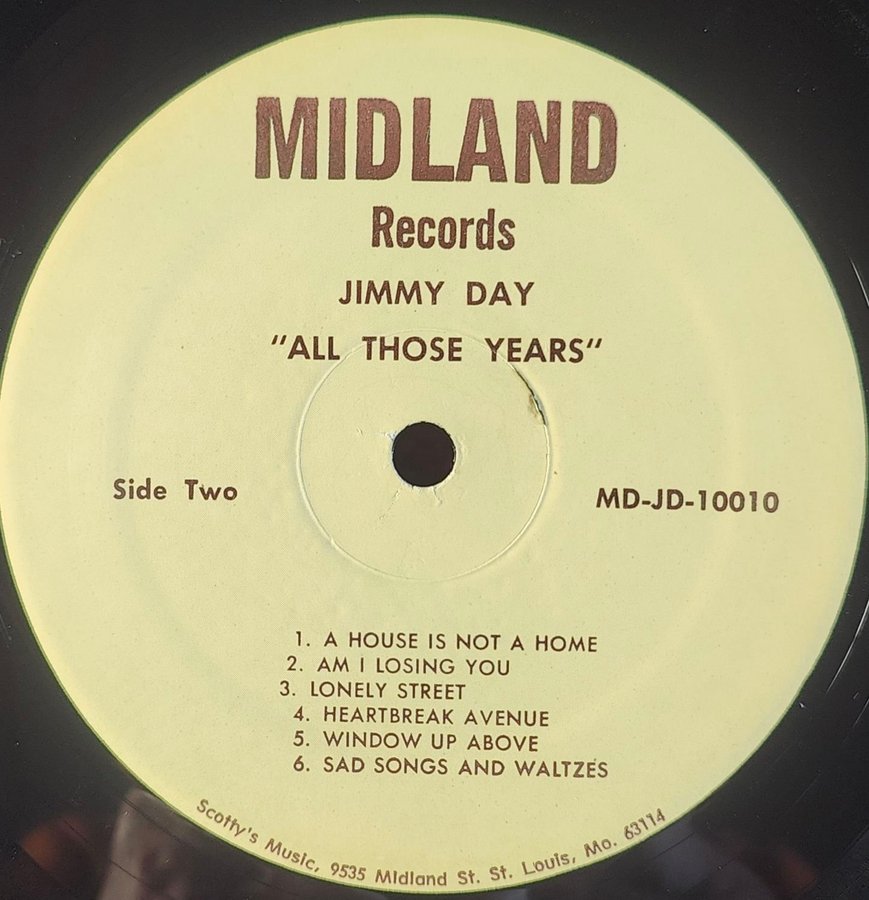 MIDLAND
Records
JIMMY DAY
"ALL THOSE YEARS"
Side Two
MD-JD-10010
1. A HOUSE IS NOT A HOME
2. AM I LOSING YOU
3. LONELY STREET
4. HEARTBREAK AVENUE
5. WINDOW UP ABOVE
6. SAD SONGS AND WALTZES
Scotty's Music, 9535 Midland St. St. Louis, Mo. 63114